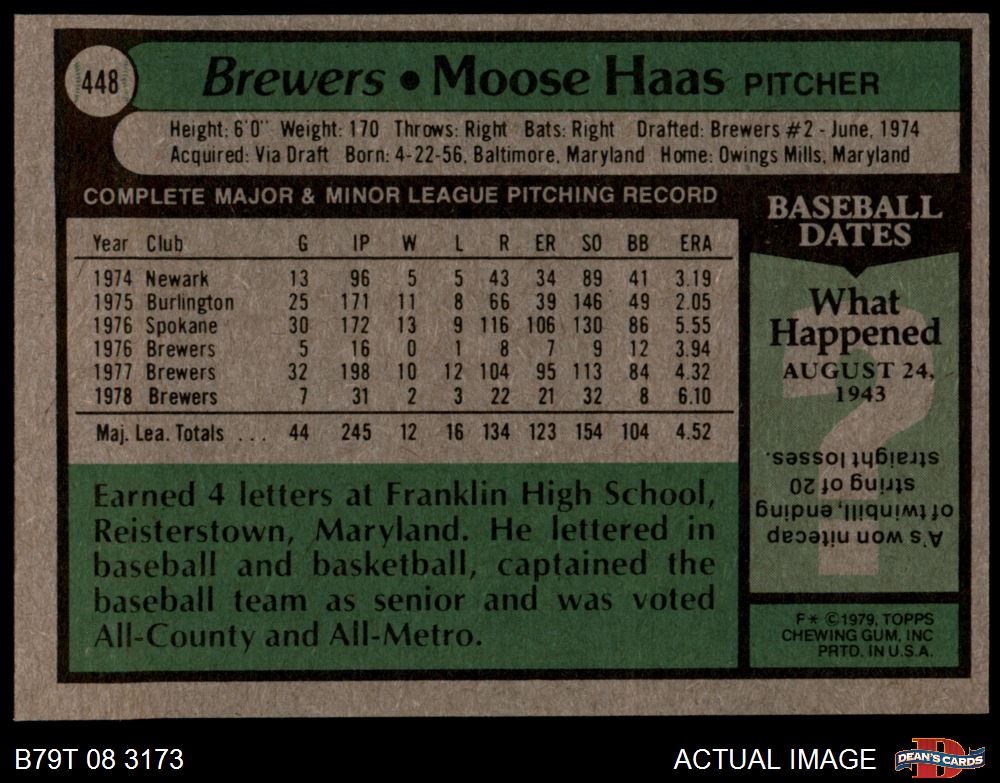 448
Brewers • Moose Haas PITCHER
Height: 6'0" Weight: 170 Throws: Right Bats: Right Drafted: Brewers #2 - June, 1974
Acquired: Via Draft Born: 4-22-56, Baltimore, Maryland Home: Owings Mills, Maryland
COMPLETE MAJOR & MINOR LEAGUE PITCHING RECORD
Year Club G IP W L R ER SO BB ERA
1974 Newark 13 96 5 5 43 34 89 41 3.19
1975 Burlington 25 171 11 8 66 39 146 49 2.05
1976 Spokane 30 172 13 9 116 106 130 86 5.55
1976 Brewers 5 16 0 1 8 7 9 12 3.94
1977 Brewers 32 198 10 12 104 95 113 84 4.32
1978 Brewers 7 31 2 3 22 21 32 8 6.10
Maj. Lea. Totals ... 44 245 12 16 134 123 154 104 4.52
Earned 4 letters at Franklin High School,
Reisterstown, Maryland. He lettered in
baseball and basketball, captained the
baseball team as senior and was voted
All-County and All-Metro.
BASEBALL
DATES
What
Happened
AUGUST 24,
1943
?
A's won nitecap
of twinbill, ending
string of 20
straight losses.
F* ©1979, TOPPS
CHEWING GUM, INC
PRTD. IN U.S.A.
B79T 08 3173
ACTUAL IMAGE
D
DEAN'S CARDS